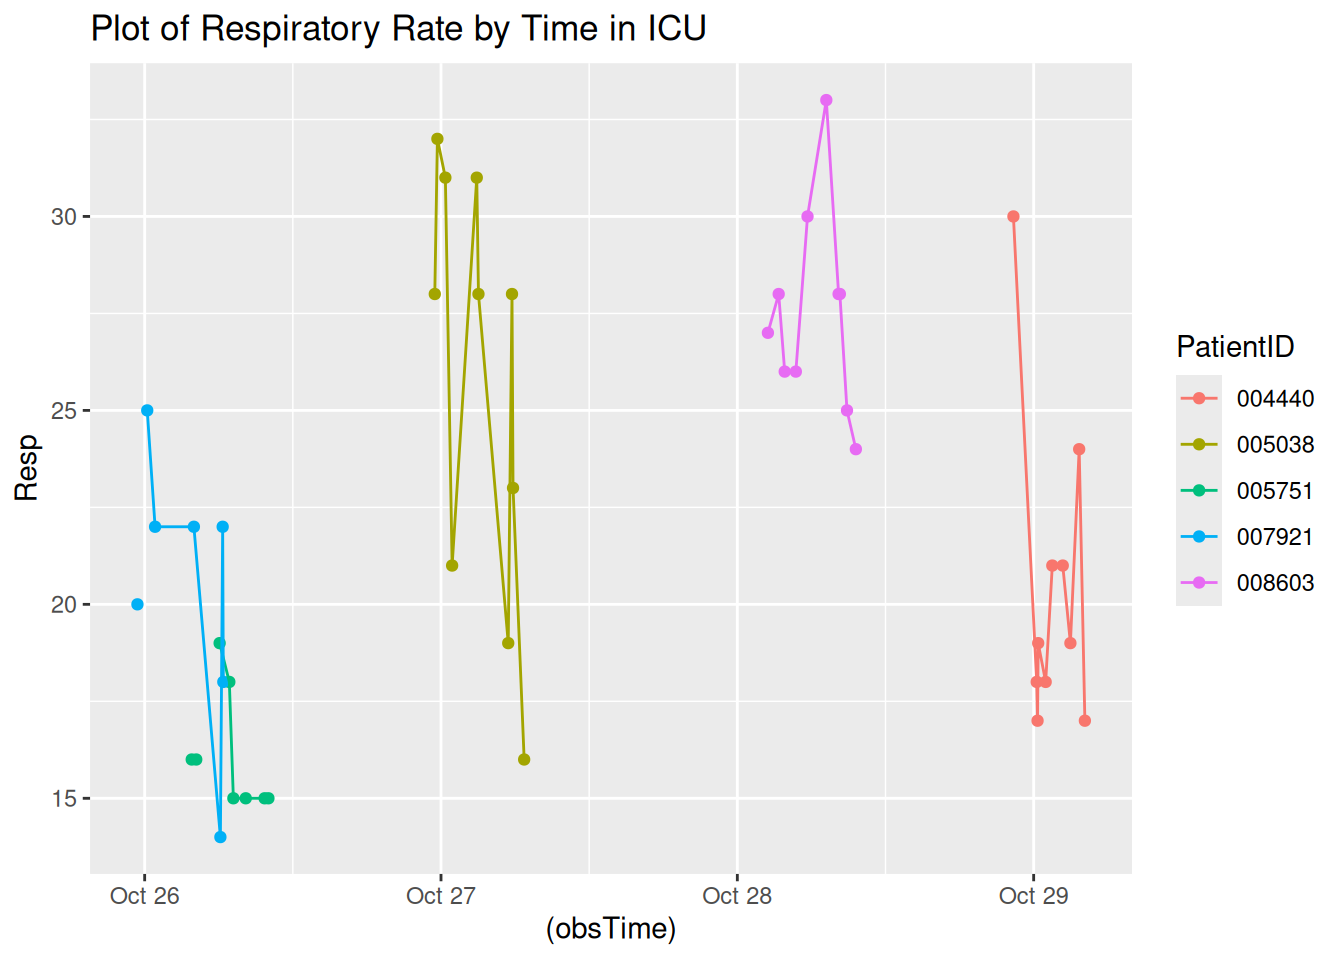 Plot of Respiratory Rate by Time in ICU
30
25
20
15
Resp
Oct 26
Oct 27
Oct 28
Oct 29
(obsTime)
PatientID
004440
005038
005751
007921
008603